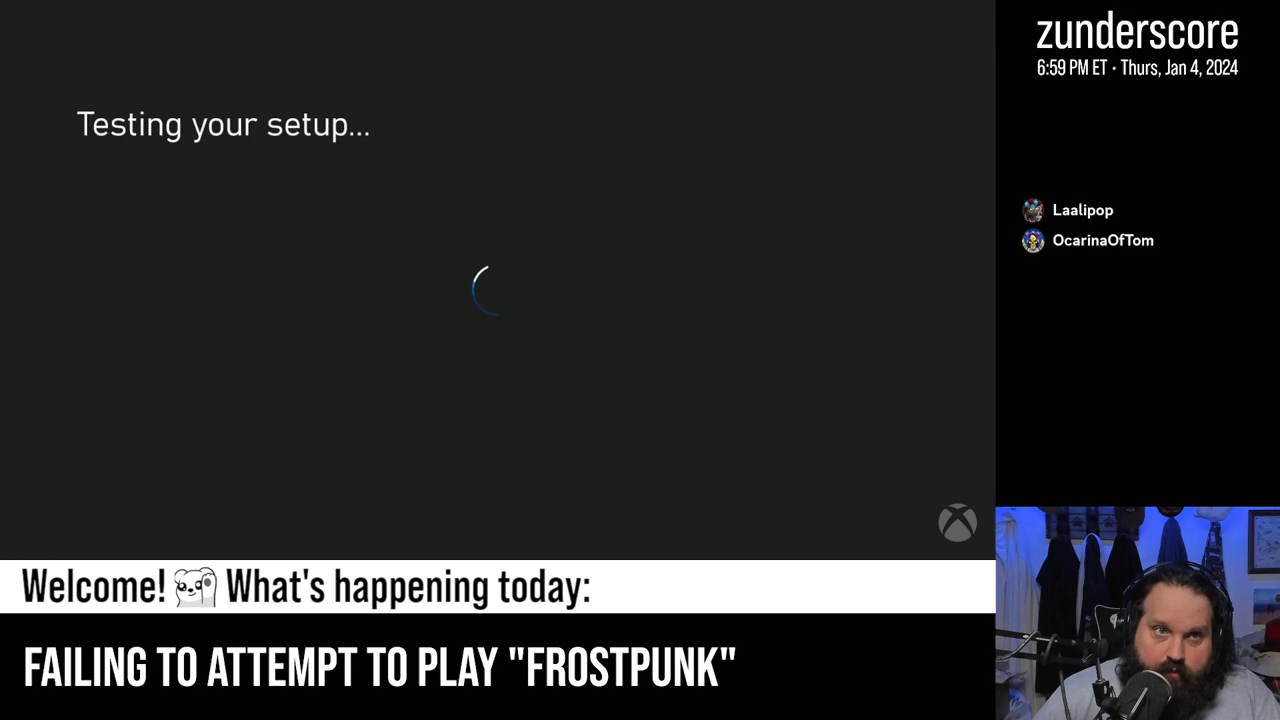 Testing your setup...
zunderscore
6:59 PM ET · Thurs, Jan 4, 2024
Laalipop
OcarinaOfTom
Welcome! What's happening today:
FAILING TO ATTEMPT TO PLAY "FROSTPUNK"